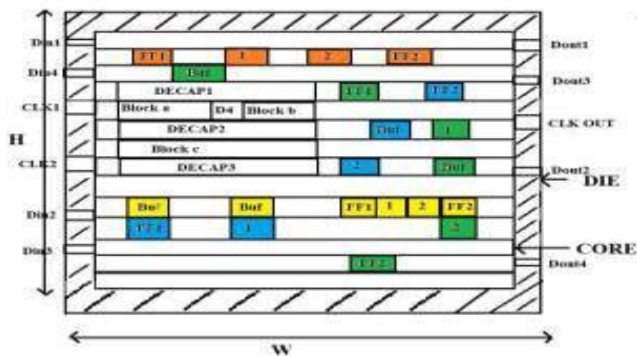 Din1
Dout1
FF1 1 2 FF2
Din4
Buf
Dout3
DECAP1
FF1 FF2
CLK1
Block a D4 Block b
CLK OUT
DECAP2
Buf 1
H
Block c
CLK2
DECAP3
2 Buf
Dout2
DIE
Din2
Buf Buf FF1 1 2 FF2
FF1 1 2
Din3
CORE
FF2
Dout4
W